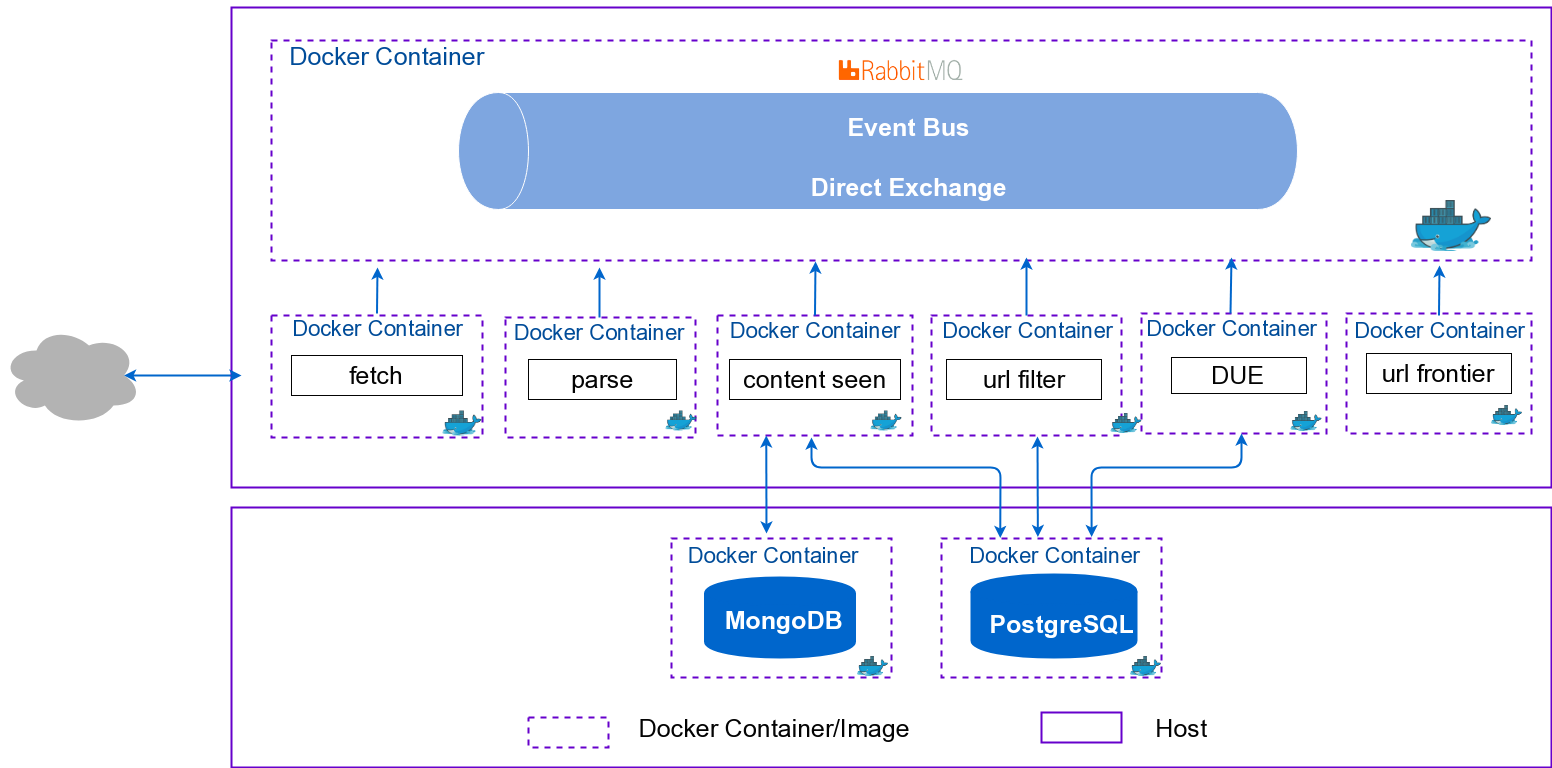 Docker Container
RabbitMQ
Event Bus
Direct Exchange
Docker Container
fetch
Docker Container
parse
Docker Container
content seen
Docker Container
url filter
Docker Container
DUE
Docker Container
url frontier
Docker Container
MongoDB
Docker Container
PostgreSQL
Docker Container/Image
Host